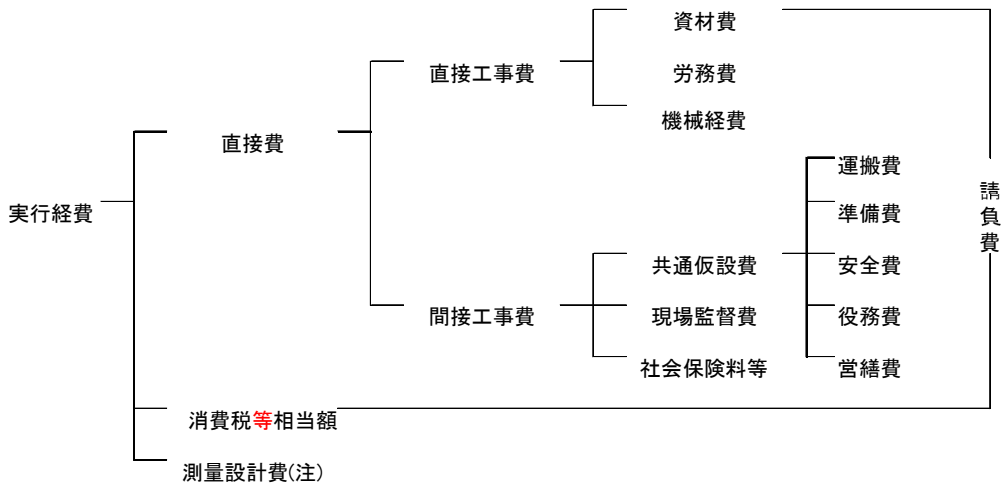 資材費
直接工事費
労務費
機械経費
直接費
運搬費
実行経費
準備費
請負費
共通仮設費
安全費
間接工事費
現場監督費
役務費
社会保険料等
営繕費
消費税等相当額
測量設計費(注)